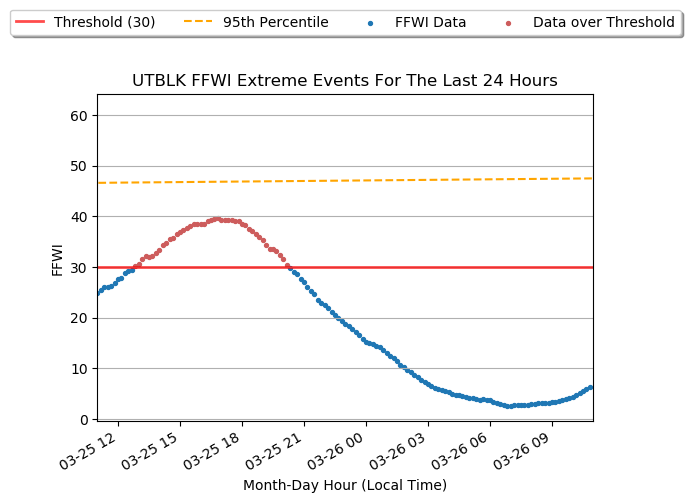 Threshold (30) 95th Percentile FFWI Data Data over Threshold
UTBLK FFWI Extreme Events For The Last 24 Hours
60
50
40
30
20
10
0
FFWI
03-25 12 03-25 15 03-25 18 03-25 21 03-26 00 03-26 03 03-26 06 03-26 09
Month-Day Hour (Local Time)